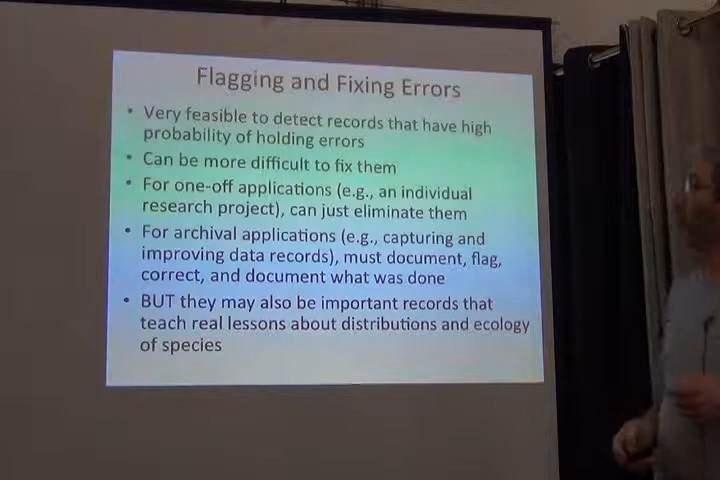 Flagging and Fixing Errors
• Very feasible to detect records that have high
probability of holding errors
• Can be more difficult to fix them
• For one-off applications (e.g., an individual
research project), can just eliminate them
• For archival applications (e.g., capturing and
improving data records), must document, flag,
correct, and document what was done
• BUT they may also be important records that
teach real lessons about distributions and ecology
of species